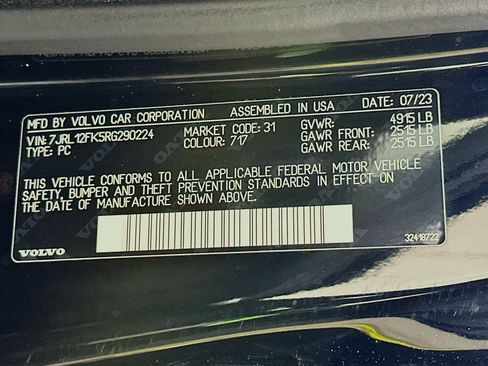 MFD BY VOLVO CAR CORPORATION ASSEMBLED IN USA DATE: 07/23
VIN: 7JRL12FK5RG290224 MARKET CODE: 31 GVWR: 4915 LB
TYPE: PC COLOUR: 717 GAWR FRONT: 2515 LB
GAWR REAR: 2515 LB
THIS VEHICLE CONFORMS TO ALL APPLICABLE FEDERAL MOTOR VEHICLE
SAFETY, BUMPER AND THEFT PREVENTION STANDARDS IN EFFECT ON
THE DATE OF MANUFACTURE SHOWN ABOVE.
VOLVO 32418722